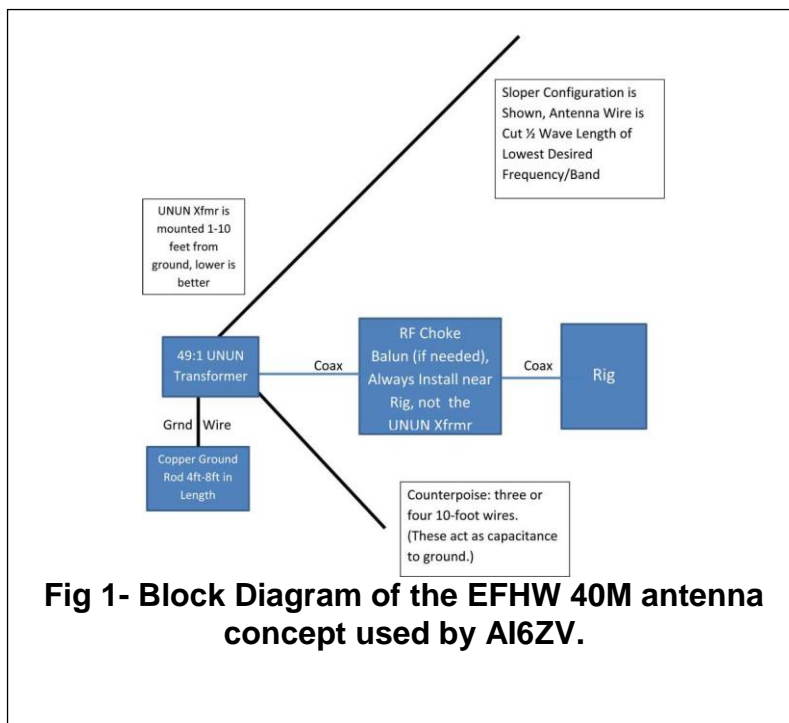 Sloper Configuration is
Shown, Antenna Wire is
Cut ½ Wave Length of
Lowest Desired
Frequency/Band
UNUN Xfmr is
mounted 1-10
feet from
ground, lower is
better
49:1 UNUN
Transformer
Coax
RF Choke
Balun (if needed),
Always Install near
Rig, not  the
UNUN Xfrmr
Coax
Rig
Grnd Wire
Copper Ground
Rod 4ft-8ft in
Length
Counterpoise: three or
four 10-foot wires.
(These act as capacitance
to ground.)
Fig 1- Block Diagram of the EFHW 40M antenna
concept used by AI6ZV.